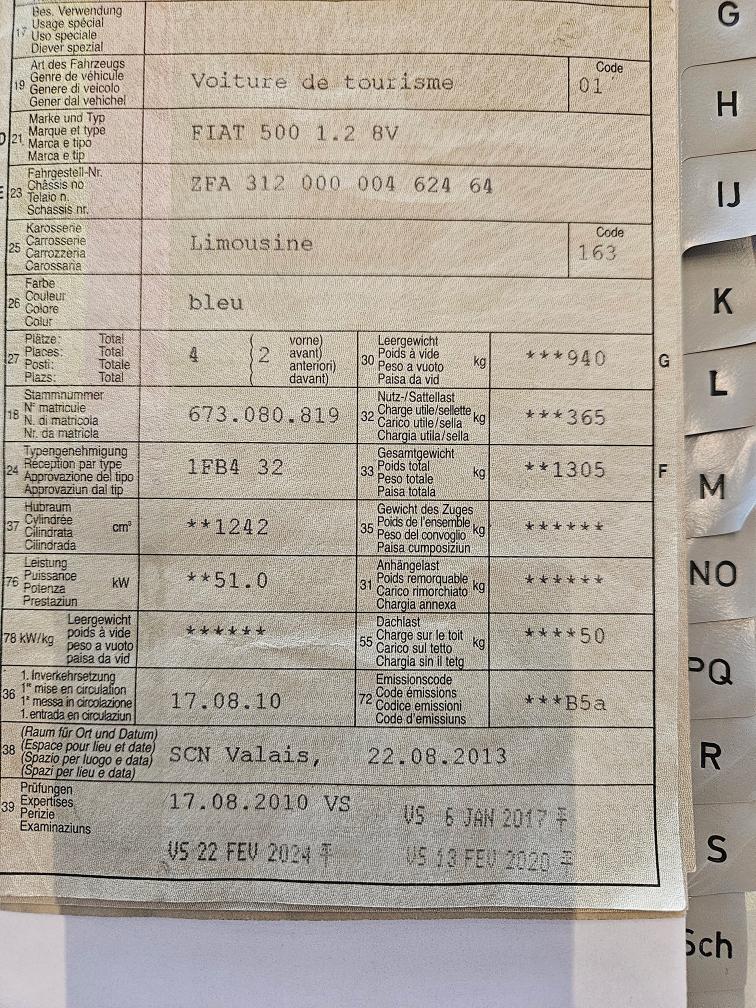 17
Bes. Verwendung
Usage spécial
Uso speciale
Diever spezial
19
Art des Fahrzeugs
Genre de véhicule
Genere di veicolo
Gener dal vehichel
Voiture de tourisme
Code
01
21
Marke und Typ
Marque et type
Marca e tipo
Marca e tip
FIAT 500 1.2 8V
23
Fahrgestell-Nr.
Châssis no
Telaio n.
Schassis nr.
ZFA 312 000 004 624 64
25
Karosserie
Carrosserie
Carrozzeria
Carossaria
Limousine
Code
163
26
Farbe
Couleur
Colore
Colur
bleu
27
Plätze: Total
Places: Total
Posti: Totale
Plazs: Total
4 ( 2
vorne)
avant)
anteriori)
davant)
30
Leergewicht
Poids à vide
Peso a vuoto
Paisa da vid
kg
***940
G
18
Stammnummer
N° matricule
N. di matricola
Nr. da matricla
673.080.819
32
Nutz-/Sattellast
Charge utile/sellette
Carico utile/sella
Chargia utila/sella
kg
***365
24
Typengenehmigung
Réception par type
Approvazione del tipo
Approvaziun dal tip
1FB4 32
33
Gesamtgewicht
Poids total
Peso totale
Paisa totala
kg
**1305
F
37
Hubraum
Cylindrée
Cilindrata
Cilindrada
cm³
**1242
35
Gewicht des Zuges
Poids de l'ensemble
Peso del convoglio
Paisa cumposiziun
kg
******
76
Leistung
Puissance
Potenza
Prestaziun
kW
**51.0
31
Anhängelast
Poids remorquable
Carico rimorchiato
Chargia annexa
kg
******
78 kW/kg
Leergewicht
poids à vide
peso a vuoto
paisa da vid
******
55
Dachlast
Charge sur le toit
Carico sul tetto
Chargia sin il tetg
kg
****50
36
1. Inverkehrsetzung
1re mise en circulation
1a messa in circolazione
1. entrada en circulaziun
17.08.10
72
Emissionscode
Code émissions
Codice emissioni
Code d'emissiuns
***B5a
38
(Raum für Ort und Datum)
(Espace pour lieu et date)
(Spazio per luogo e data)
(Spazi per lieu e data)
SCN Valais, 22.08.2013
39
Prüfungen
Expertises
Perizie
Examinaziuns
17.08.2010 VS
VS 6 JAN 2017
VS 22 FEV 2024
VS 13 FEV 2020
G
H
IJ
K
L
M
NO
PQ
R
S
Sch